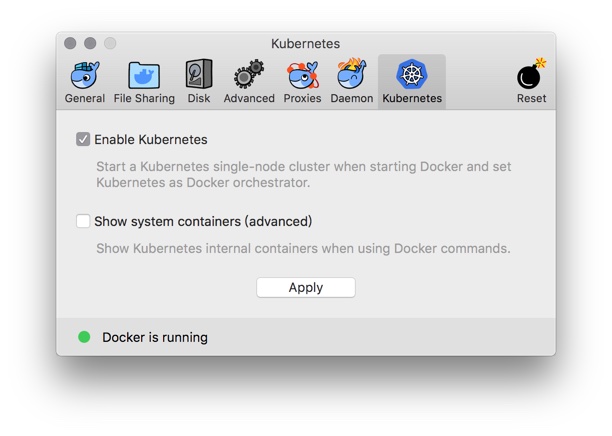 Kubernetes
General File Sharing Disk Advanced Proxies Daemon Kubernetes Reset
Enable Kubernetes
Start a Kubernetes single-node cluster when starting Docker and set
Kubernetes as Docker orchestrator.
Show system containers (advanced)
Show Kubernetes internal containers when using Docker commands.
Apply
Docker is running